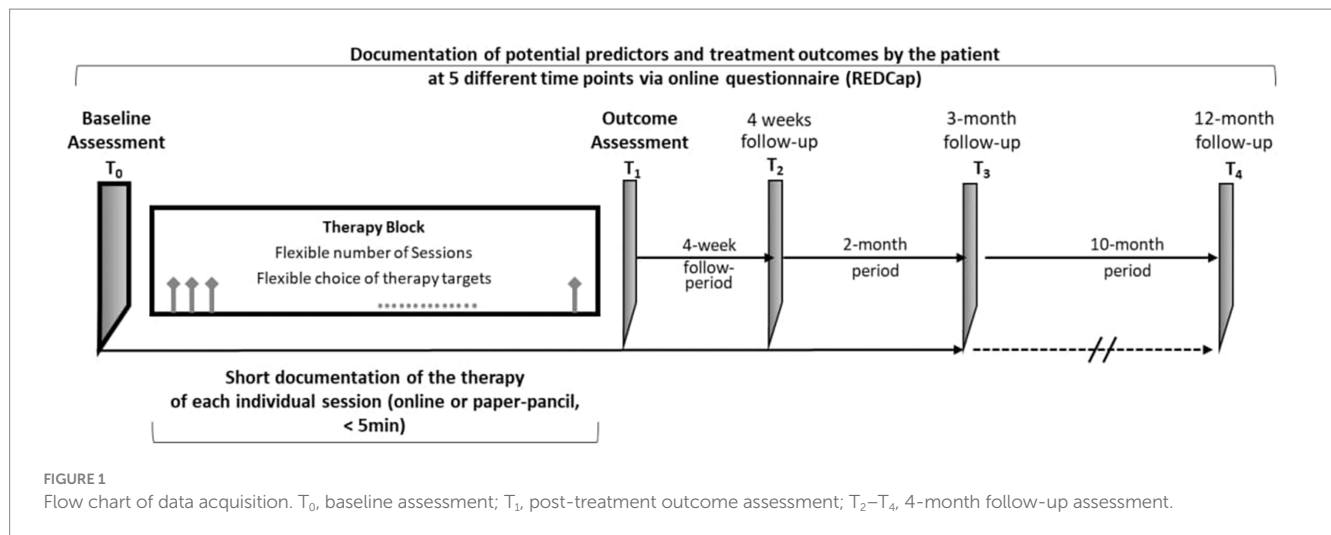 Documentation of potential predictors and treatment outcomes by the patient
at 5 different time points via online questionnaire (REDCap)
Baseline
Assessment
T₀
Outcome
Assessment
T₁
4 weeks
follow-up
T₂
3-month
follow-up
T₃
12-month
follow-up
T₄
Therapy Block
Flexible number of Sessions
Flexible choice of therapy targets
4-week
follow-
period
2-month
period
10-month
period
Short documentation of the therapy
of each individual session (online or paper-pancil,
< 5min)
FIGURE 1
Flow chart of data acquisition. T₀, baseline assessment; T₁, post-treatment outcome assessment; T₂–T₄, 4-month follow-up assessment.